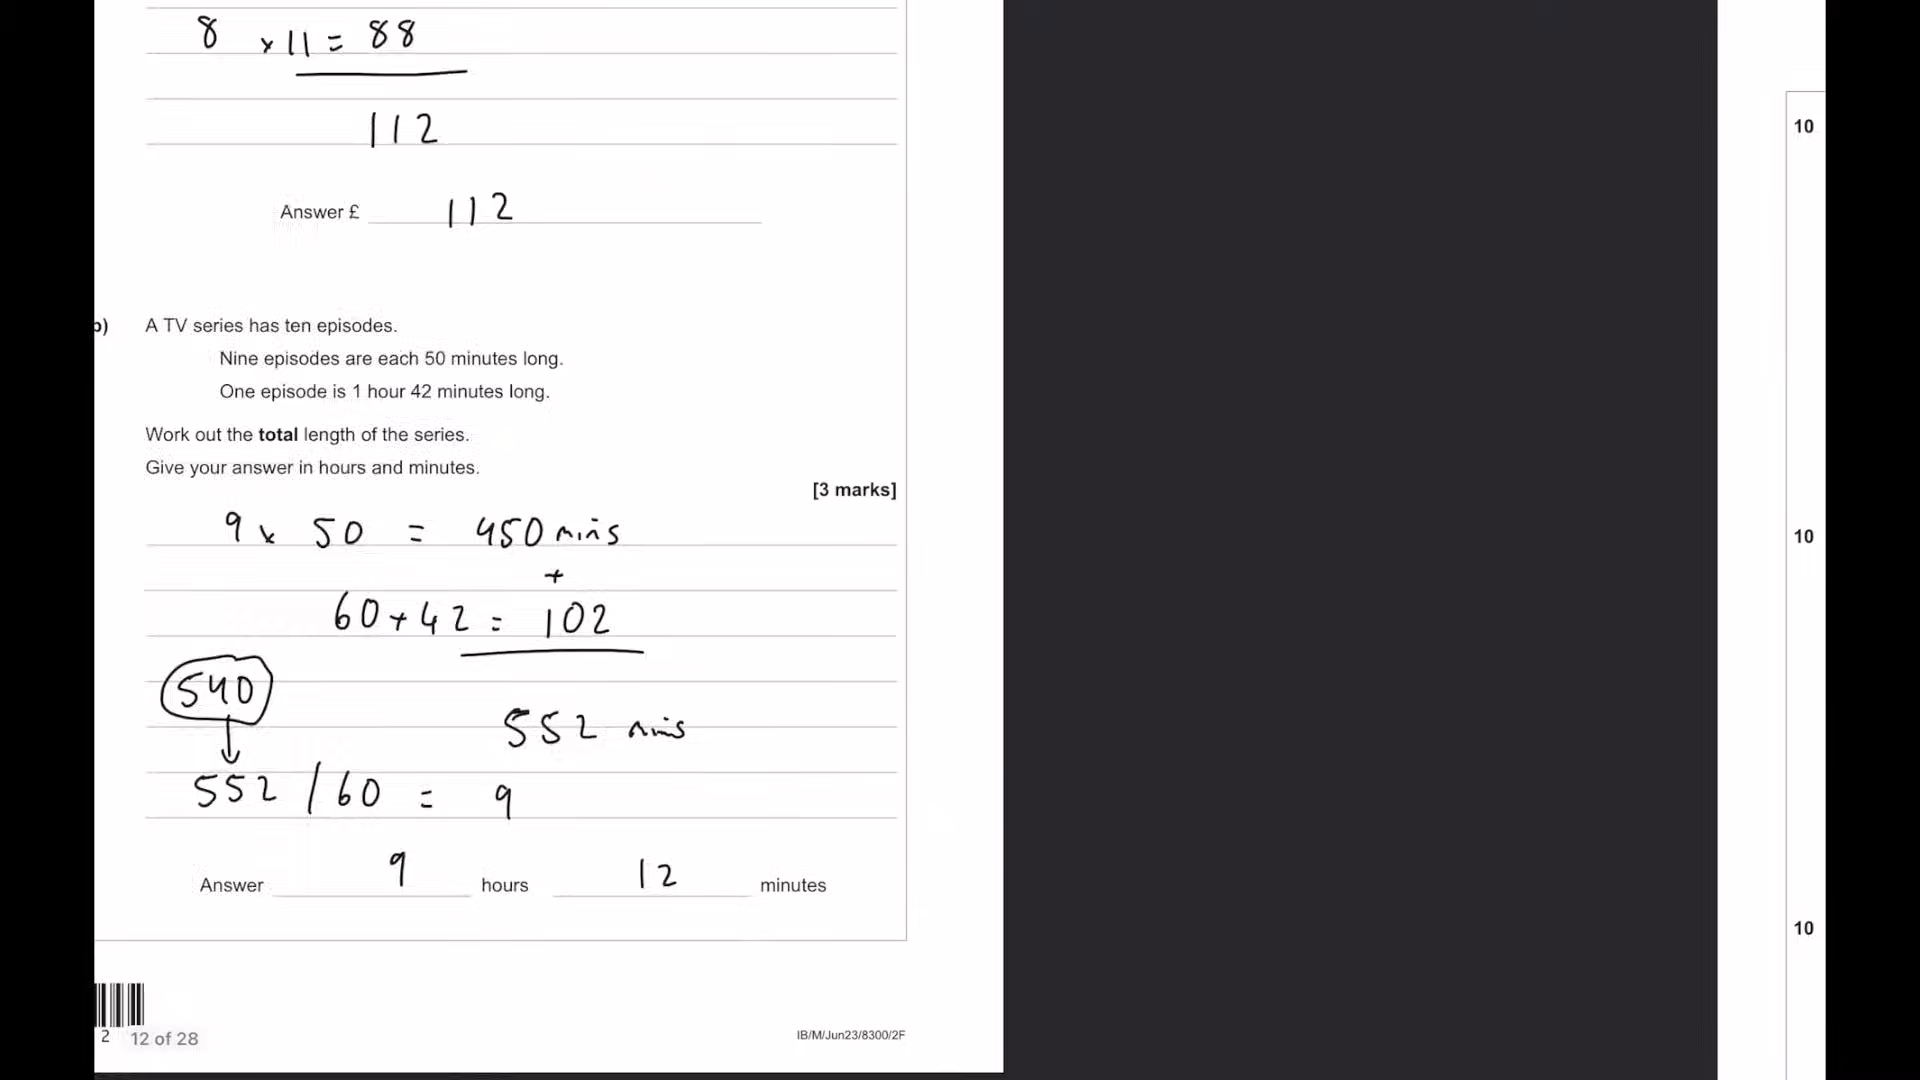 8 × 11 = 88
112
Answer £ 112
b) A TV series has ten episodes.
Nine episodes are each 50 minutes long.
One episode is 1 hour 42 minutes long.
Work out the total length of the series.
Give your answer in hours and minutes.
[3 marks]
9 × 50 = 450 mins
+
60 + 42 = 102
540
552 mins
552 / 60 = 9
Answer 9 hours 12 minutes
2 12 of 28
IB/M/Jun23/8300/2F
10
10
10